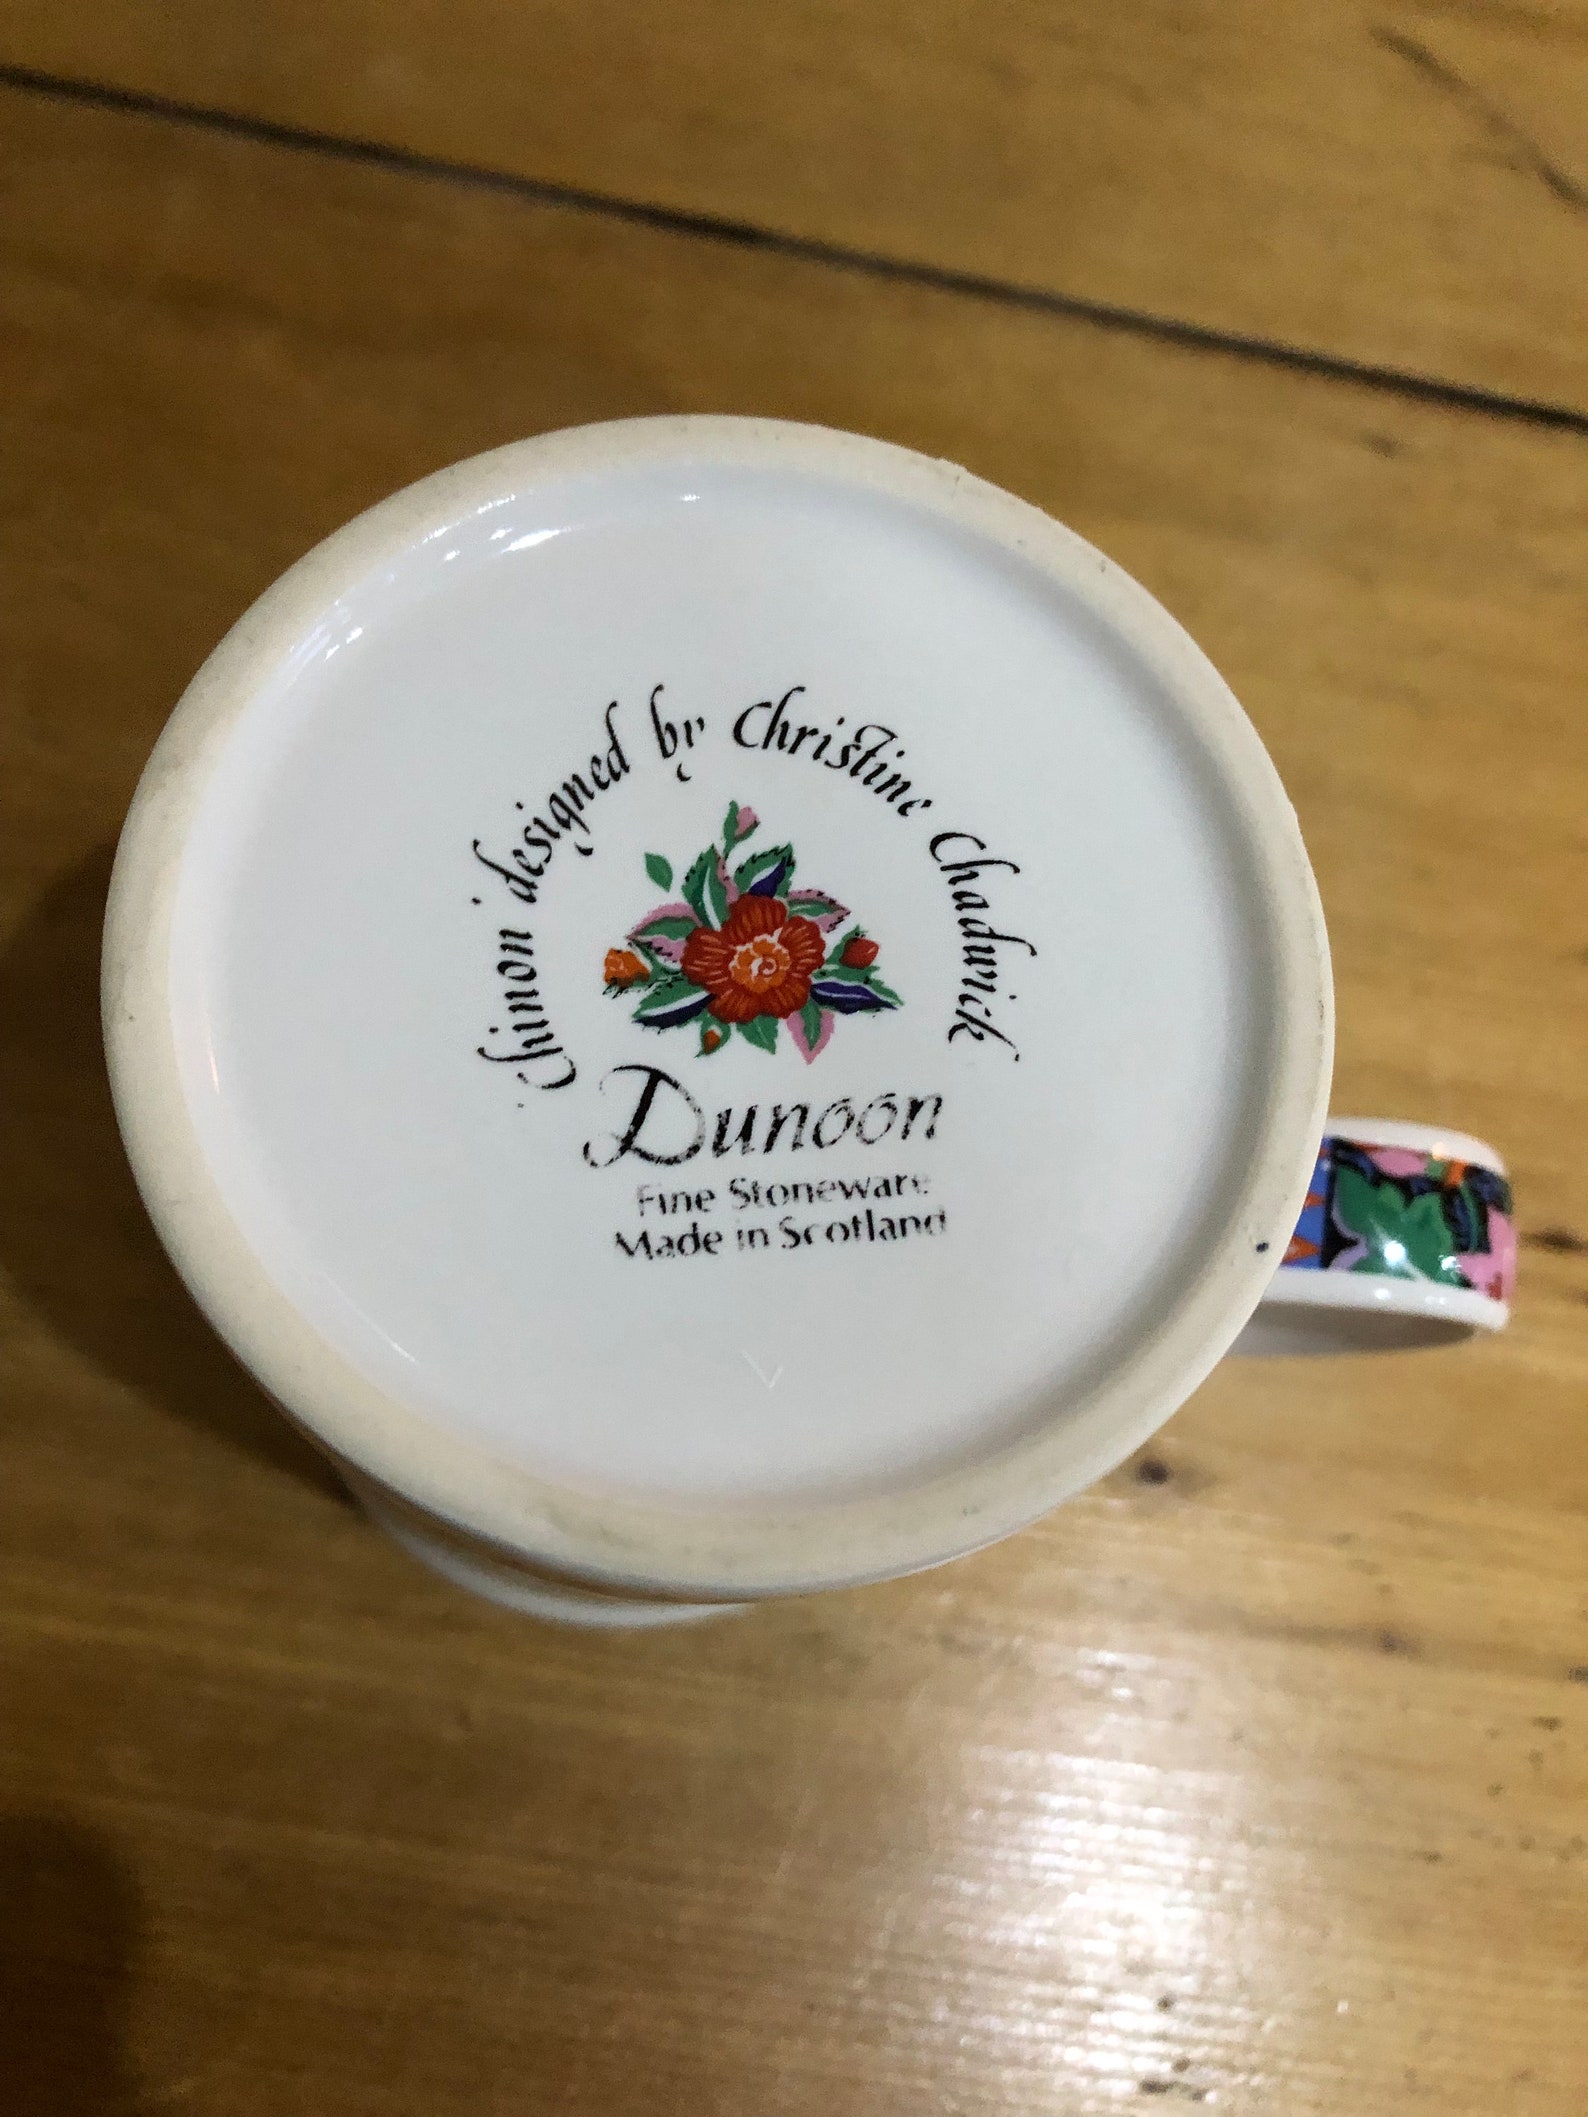 'Chinon' designed by Christine Chadwick
Dunoon
Fine Stoneware
Made in Scotland